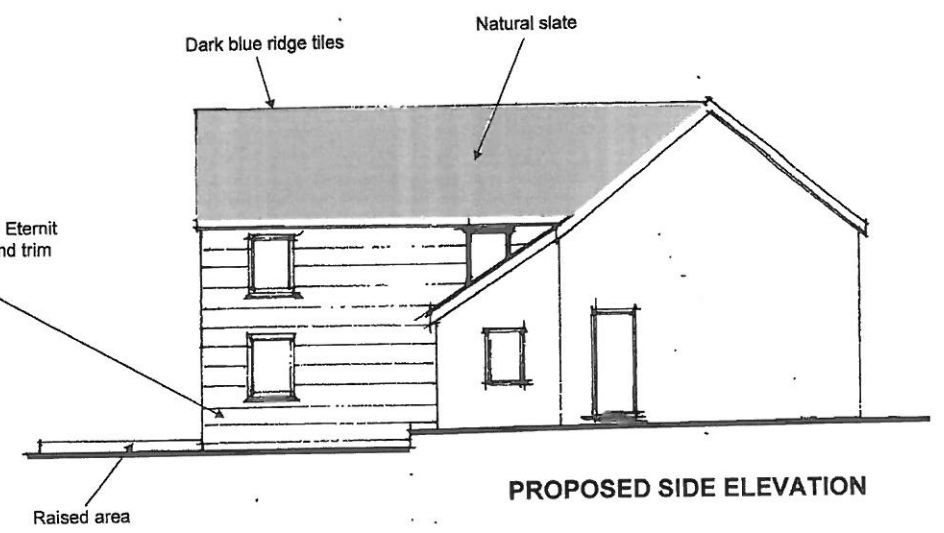 Natural slate
Dark blue ridge tiles
Eternit
nd trim
Raised area
PROPOSED SIDE ELEVATION